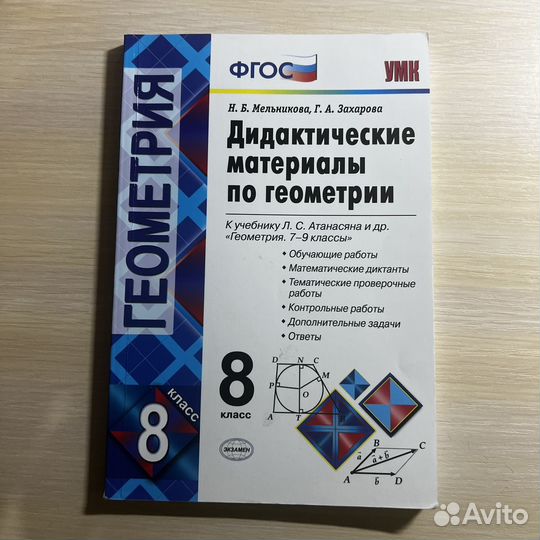 ФГОС
УМК
ГЕОМЕТРИЯ
Н. Б. Мельникова, Г. А. Захарова
Дидактические
материалы
по геометрии
К учебнику Л. С. Атанасяна и др.
«Геометрия. 7–9 классы»
• Обучающие работы
• Математические диктанты
• Тематические проверочные
работы
• Контрольные работы
• Дополнительные задачи
• Ответы
8
класс
D N C
M
P
O
A T
B C
a a + b
A b D
класс
8
ЭКЗАМЕН
Avito